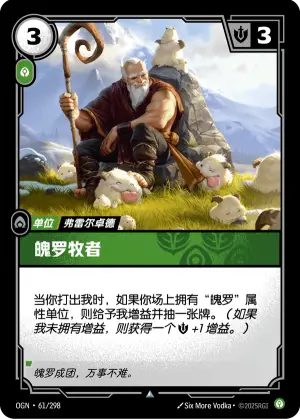 3
3
单位 弗雷尔卓德
魄罗牧者
当你打出我时，如果你场上拥有“魄罗”属
性单位，则给予我增益并抽一张牌。（如果
我未拥有增益，则获得一个 +1 增益。）
魄罗成团，万事不难。
OGN • 61/298
Six More Vodka • ©2025RGI